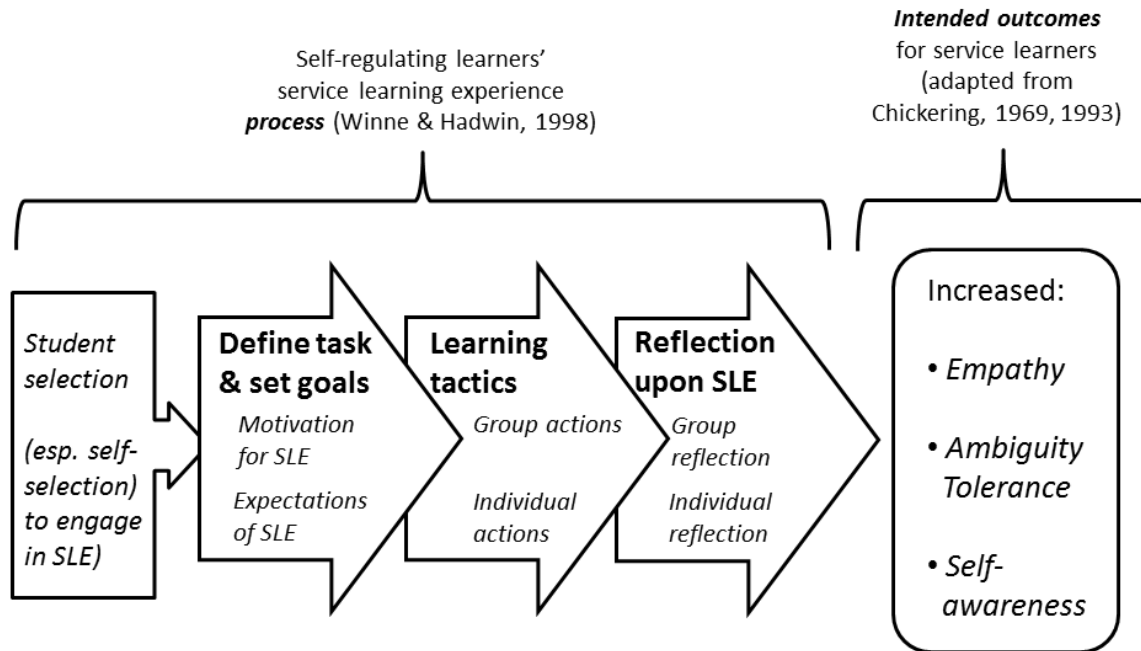 Self-regulating learners’
service learning experience
process (Winne & Hadwin, 1998)
Intended outcomes
for service learners
(adapted from
Chickering, 1969, 1993)
Student
selection
(esp. self-
selection)
to engage
in SLE)
Define task
& set goals
Motivation
for SLE
Expectations
of SLE
Learning
tactics
Group actions
Individual
actions
Reflection
upon SLE
Group
reflection
Individual
reflection
Increased:
• Empathy
• Ambiguity
Tolerance
• Self-
awareness